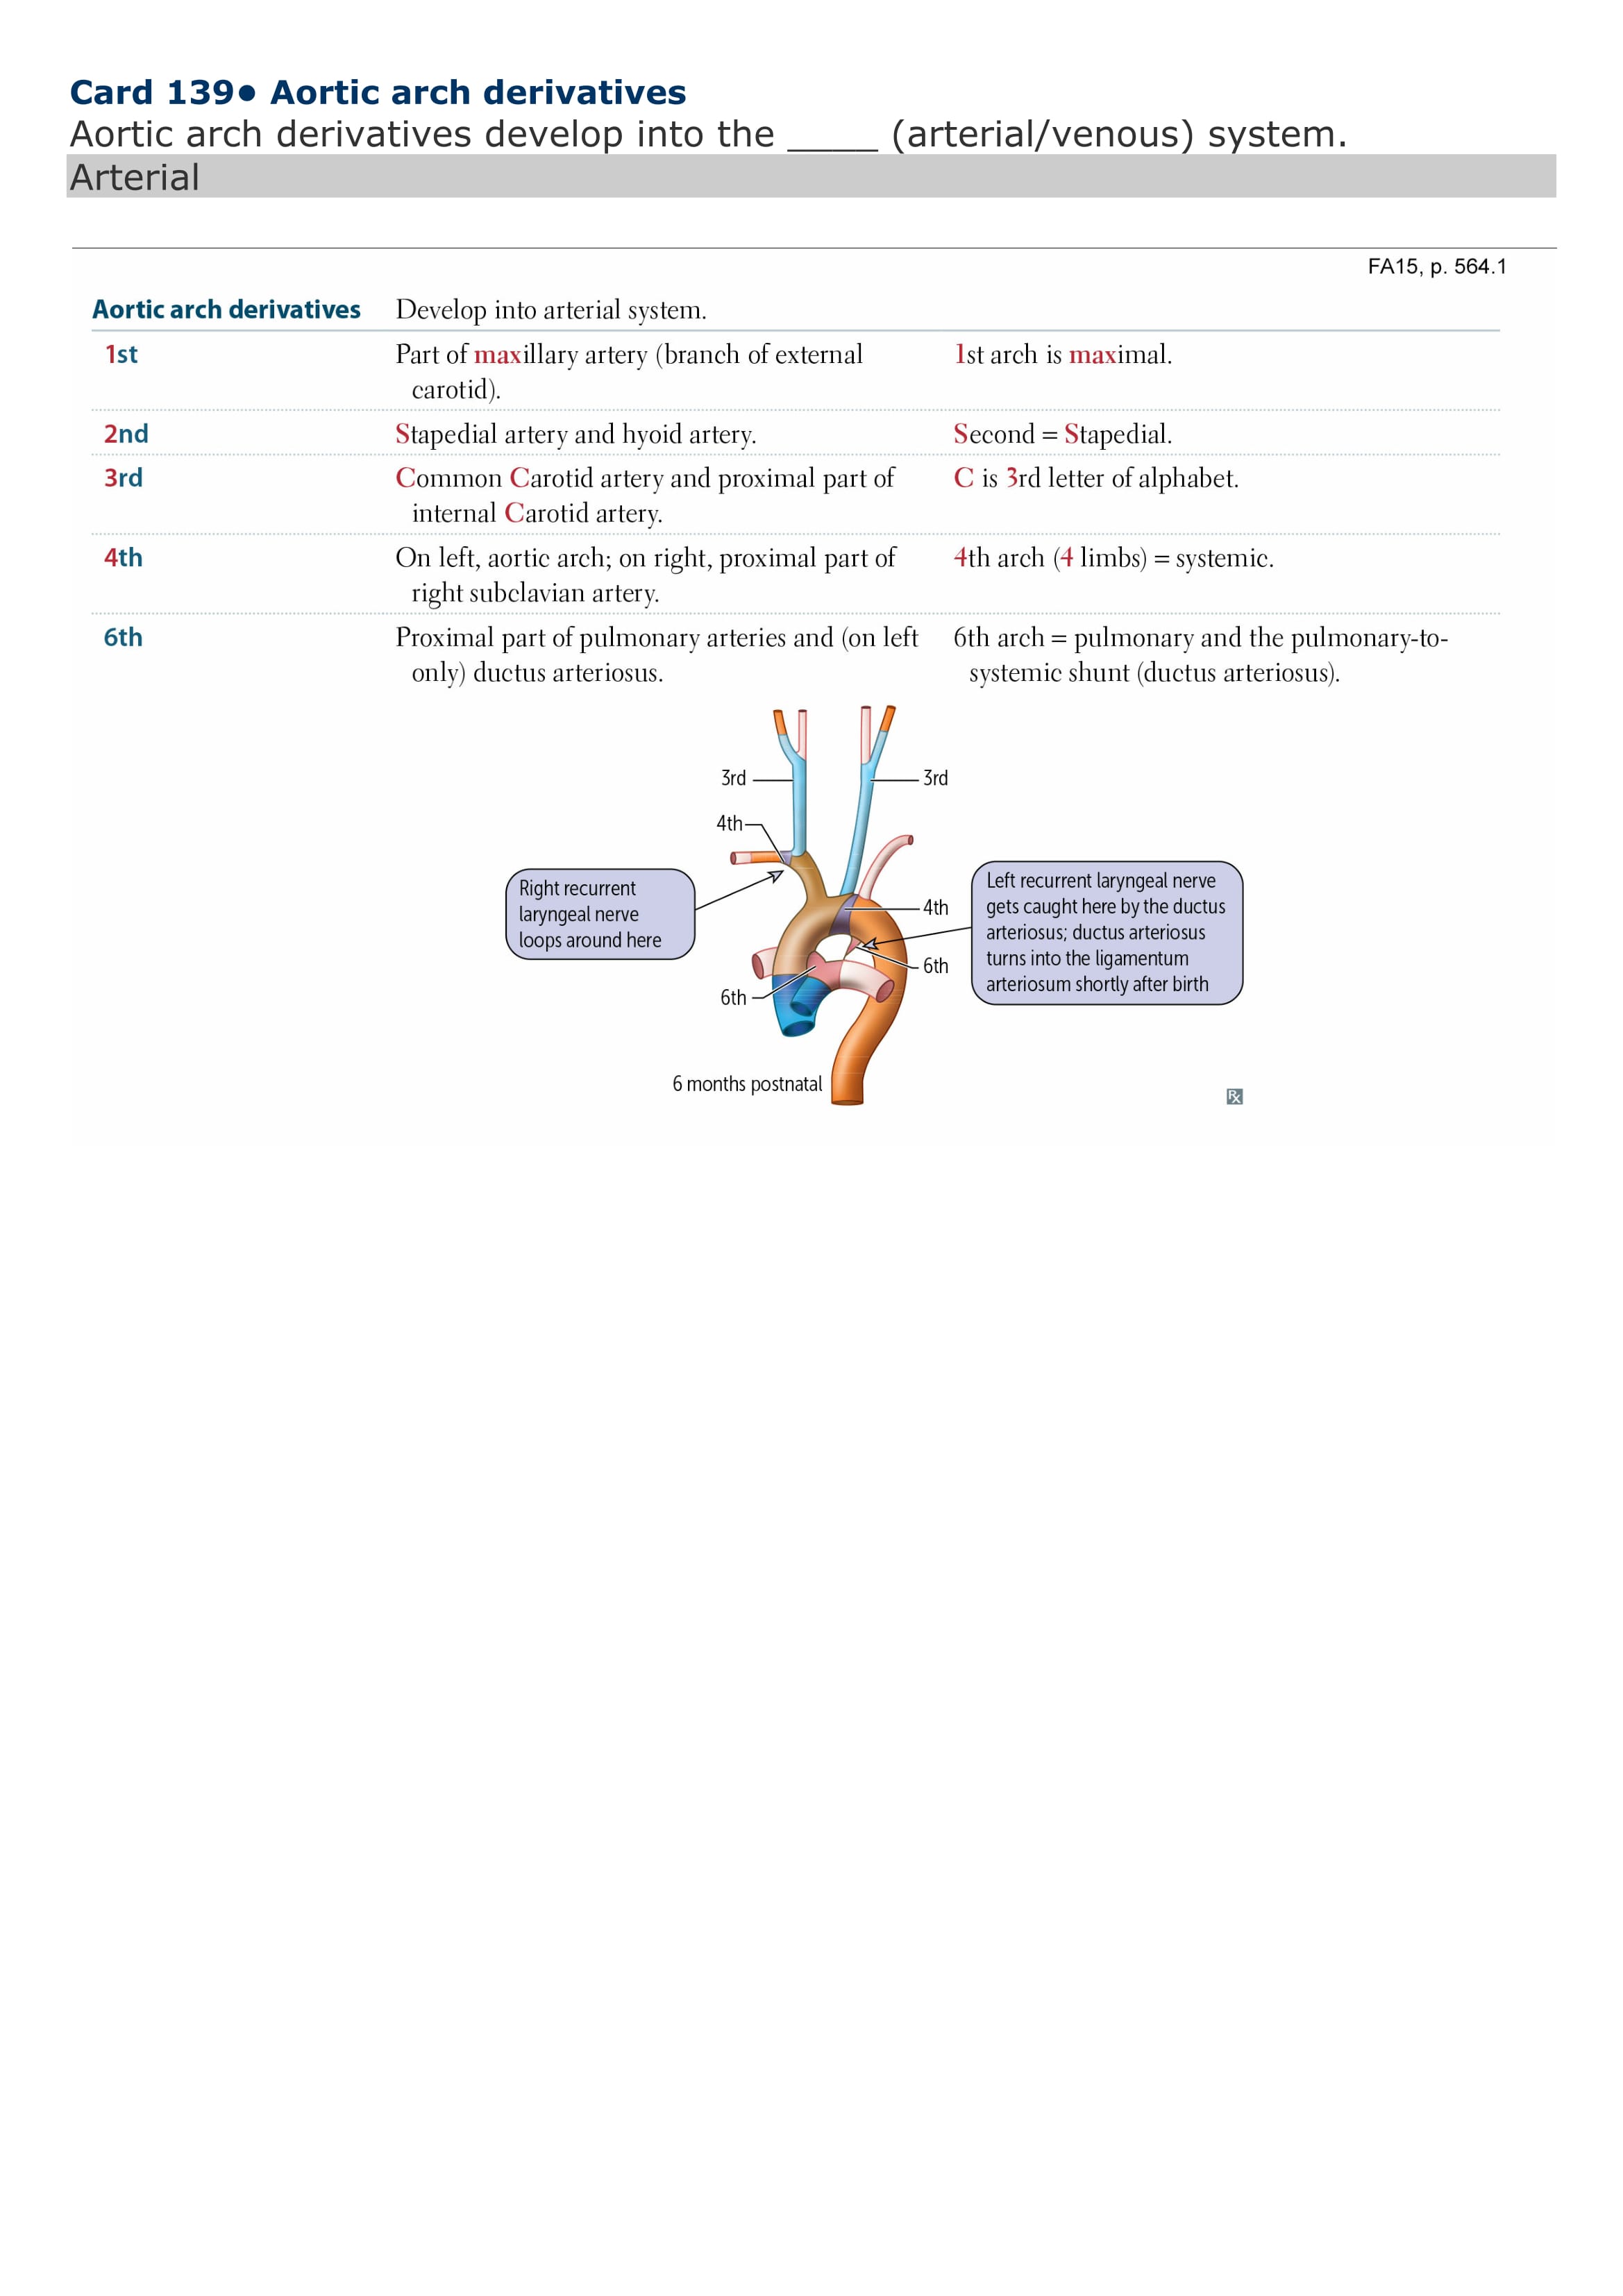 Card 139• Aortic arch derivatives
Aortic arch derivatives develop into the ____ (arterial/venous) system.
Arterial
FA15, p. 564.1
Aortic arch derivatives Develop into arterial system.
1st Part of maxillary artery (branch of external 1st arch is maximal.
carotid).
2nd Stapedial artery and hyoid artery. Second = Stapedial.
3rd Common Carotid artery and proximal part of C is 3rd letter of alphabet.
internal Carotid artery.
4th On left, aortic arch; on right, proximal part of 4th arch (4 limbs) = systemic.
right subclavian artery.
6th Proximal part of pulmonary arteries and (on left 6th arch = pulmonary and the pulmonary-to-
only) ductus arteriosus. systemic shunt (ductus arteriosus).
3rd 3rd
4th
Right recurrent
laryngeal nerve
loops around here
Left recurrent laryngeal nerve
gets caught here by the ductus
arteriosus; ductus arteriosus
turns into the ligamentum
arteriosum shortly after birth
4th
6th
6th
6 months postnatal
Rx